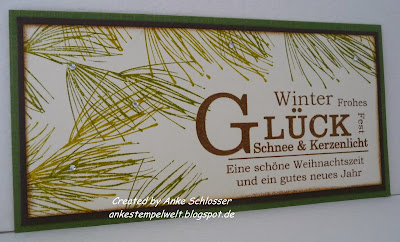 Winter Frohes
Fest
GLÜCK
Schnee & Kerzenlicht
Eine schöne Weihnachtszeit
und ein gutes neues Jahr
Created by Anke Schlosser
ankestempelwelt.blogspot.de